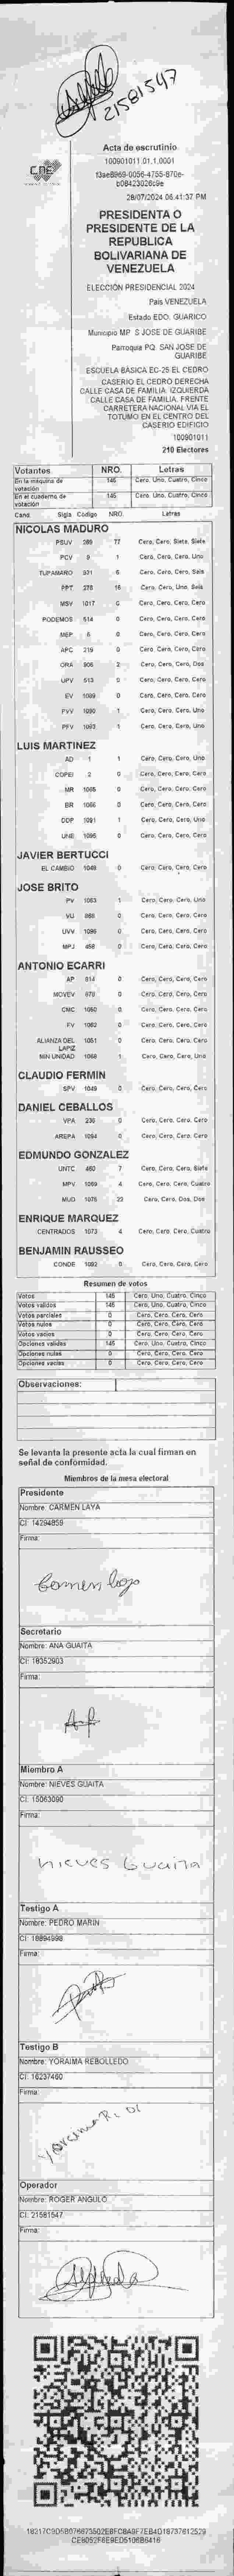 21581547
Acta de escrutinio
100901011.01.1.0001
28/07/2024 06:41:37 PM
CNE
PRESIDENTA O
PRESIDENTE DE LA
REPUBLICA
BOLIVARIANA DE
VENEZUELA
ELECCIÓN PRESIDENCIAL 2024
País VENEZUELA
Estado EDO. GUARICO
Municipio MP. S JOSE DE GUARIBE
Parroquia PQ. SAN JOSE DE
GUARIBE
ESCUELA BÁSICA EC-25 EL CEDRO
CASERIO EL CEDRO DERECHA
CALLE CASA DE FAMILIA. IZQUIERDA
CALLE CASA DE FAMILIA. FRENTE
CARRETERA NACIONAL VIA EL
TOTUMO EN EL CENTRO DEL
CASERIO EDIFICIO
100901011
210 Electores
Votantes NRO. Letras
En la máquina de votación 145 Cero, Uno, Cuatro, Cinco
En el cuaderno de votación 145 Cero, Uno, Cuatro, Cinco
Cand. Sigla Codigo NRO. Letras
NICOLAS MADURO
PSUV 77 Cero, Cero, Siete, Siete
PCV 9 1 Cero, Cero, Cero, Uno
TUPAMARO 6 Cero, Cero, Cero, Seis
PPT 16 Cero, Cero, Uno, Seis
MSV 1017 0 Cero, Cero, Cero, Cero
PODEMOS 514 0 Cero, Cero, Cero, Cero
MEP 6 0 Cero, Cero, Cero, Cero
APC 219 0 Cero, Cero, Cero, Cero
ORA 906 2 Cero, Cero, Cero, Dos
UPV 513 0 Cero, Cero, Cero, Cero
EV 1089 0 Cero, Cero, Cero, Cero
PVV 1090 1 Cero, Cero, Cero, Uno
PFV 1093 1 Cero, Cero, Cero, Uno
LUIS MARTINEZ
AD 1 1 Cero, Cero, Cero, Uno
COPEI 2 0 Cero, Cero, Cero, Cero
MR 1065 0 Cero, Cero, Cero, Cero
BR 1066 0 Cero, Cero, Cero, Cero
DDP 1091 1 Cero, Cero, Cero, Uno
UNE 1095 0 Cero, Cero, Cero, Cero
JAVIER BERTUCCI
EL CAMBIO 1048 0 Cero, Cero, Cero, Cero
JOSE BRITO
PV 1063 1 Cero, Cero, Cero, Uno
VU 868 0 Cero, Cero, Cero, Cero
UVV 1096 0 Cero, Cero, Cero, Cero
MPJ 458 0 Cero, Cero, Cero, Cero
ANTONIO ECARRI
AP 814 0 Cero, Cero, Cero, Cero
MOVEV 670 0 Cero, Cero, Cero, Cero
CMC 1060 0 Cero, Cero, Cero, Cero
FV 1062 0 Cero, Cero, Cero, Cero
ALIANZA DEL LAPIZ 1051 0 Cero, Cero, Cero, Cero
MIN UNIDAD 1068 1 Cero, Cero, Cero, Uno
CLAUDIO FERMIN
SPV 1049 0 Cero, Cero, Cero, Cero
DANIEL CEBALLOS
VPA 236 0 Cero, Cero, Cero, Cero
AREPA 1094 0 Cero, Cero, Cero, Cero
EDMUNDO GONZALEZ
UNTC 460 7 Cero, Cero, Cero, Siete
MPV 1009 4 Cero, Cero, Cero, Cuatro
MUD 1075 22 Cero, Cero, Dos, Dos
ENRIQUE MARQUEZ
CENTRADOS 1073 4 Cero, Cero, Cero, Cuatro
BENJAMIN RAUSSEO
CONDE 1092 0 Cero, Cero, Cero, Cero
Resumen de votos
Votos 145 Cero, Uno, Cuatro, Cinco
Votos validos 145 Cero, Uno, Cuatro, Cinco
Votos parciales 0 Cero, Cero, Cero, Cero
Votos nulos 0 Cero, Cero, Cero, Cero
Votos vacios 0 Cero, Cero, Cero, Cero
Opciones validas 145 Cero, Uno, Cuatro, Cinco
Opciones nulas 0 Cero, Cero, Cero, Cero
Opciones vacias 0 Cero, Cero, Cero, Cero
Observaciones:
Se levanta la presente acta la cual firman en
señal de conformidad.
Miembros de la mesa electoral
Presidente
Nombre: CARMEN LAYA
CI: 14294859
Firma:
Carmen laya
Secretario
Nombre: ANA GUAITA
CI: 18352903
Firma:
Miembro A
Nombre: NIEVES GUAITA
CI: 15063090
Firma:
Nieves Guaita
Testigo A
Nombre: PEDRO MARIN
CI: 18894998
Firma:
Testigo B
Nombre: YORAIMA REBOLLEDO
CI: 16237460
Firma:
Operador
Nombre: ROGER ANGULO
CI: 21581547
Firma: